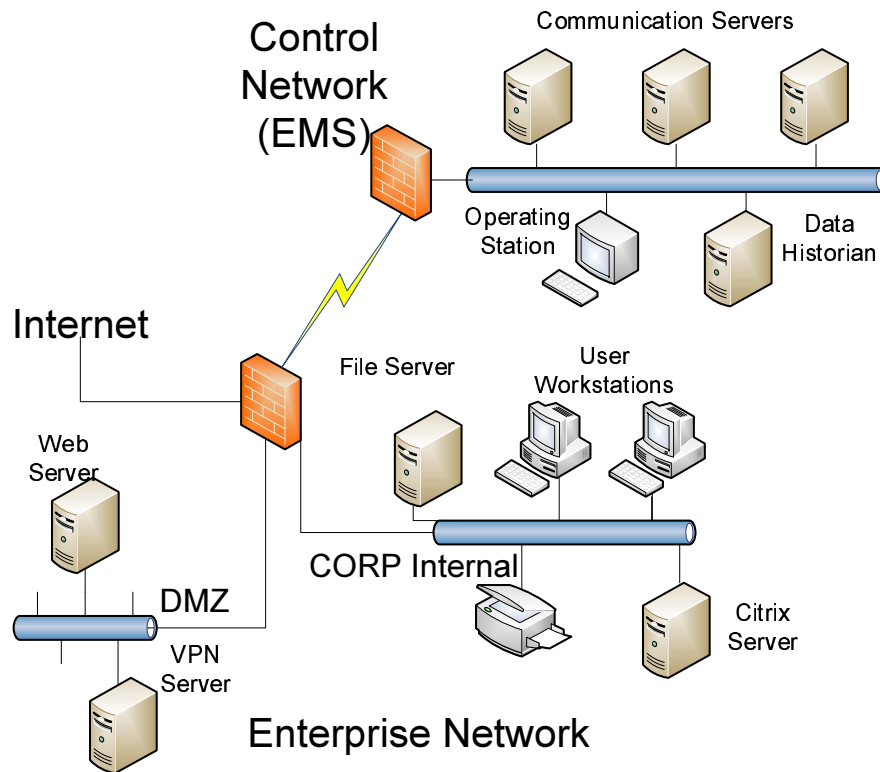 Communication Servers
Control
Network
(EMS)
Operating
Station
Data
Historian
Internet
File Server
User
Workstations
Web
Server
CORP Internal
DMZ
VPN
Server
Citrix
Server
Enterprise Network